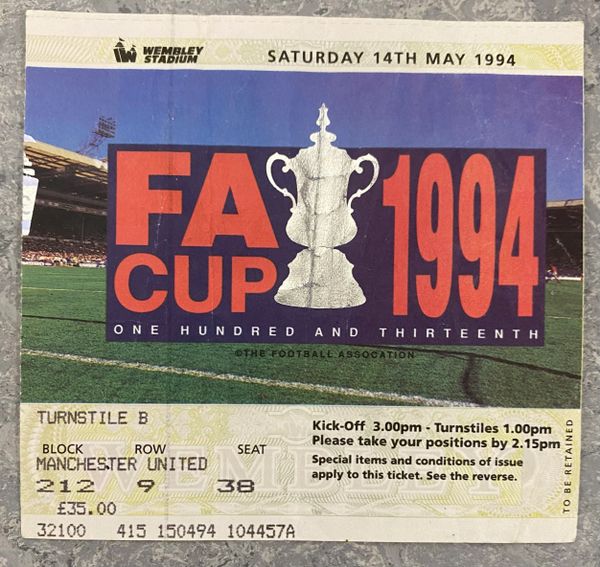 WEMBLEY
STADIUM
SATURDAY 14TH MAY 1994
FA
CUP
1994
ONE HUNDRED AND THIRTEENTH
©THE FOOTBALL ASSOCATION
TURNSTILE B
BLOCK ROW SEAT
MANCHESTER UNITED
212 9 38
£35.00
32100 415 150494 104457A
Kick-Off 3.00pm - Turnstiles 1.00pm
Please take your positions by 2.15pm
Special items and conditions of issue
apply to this ticket. See the reverse.
TO BE RETAINED
WEMBLEY